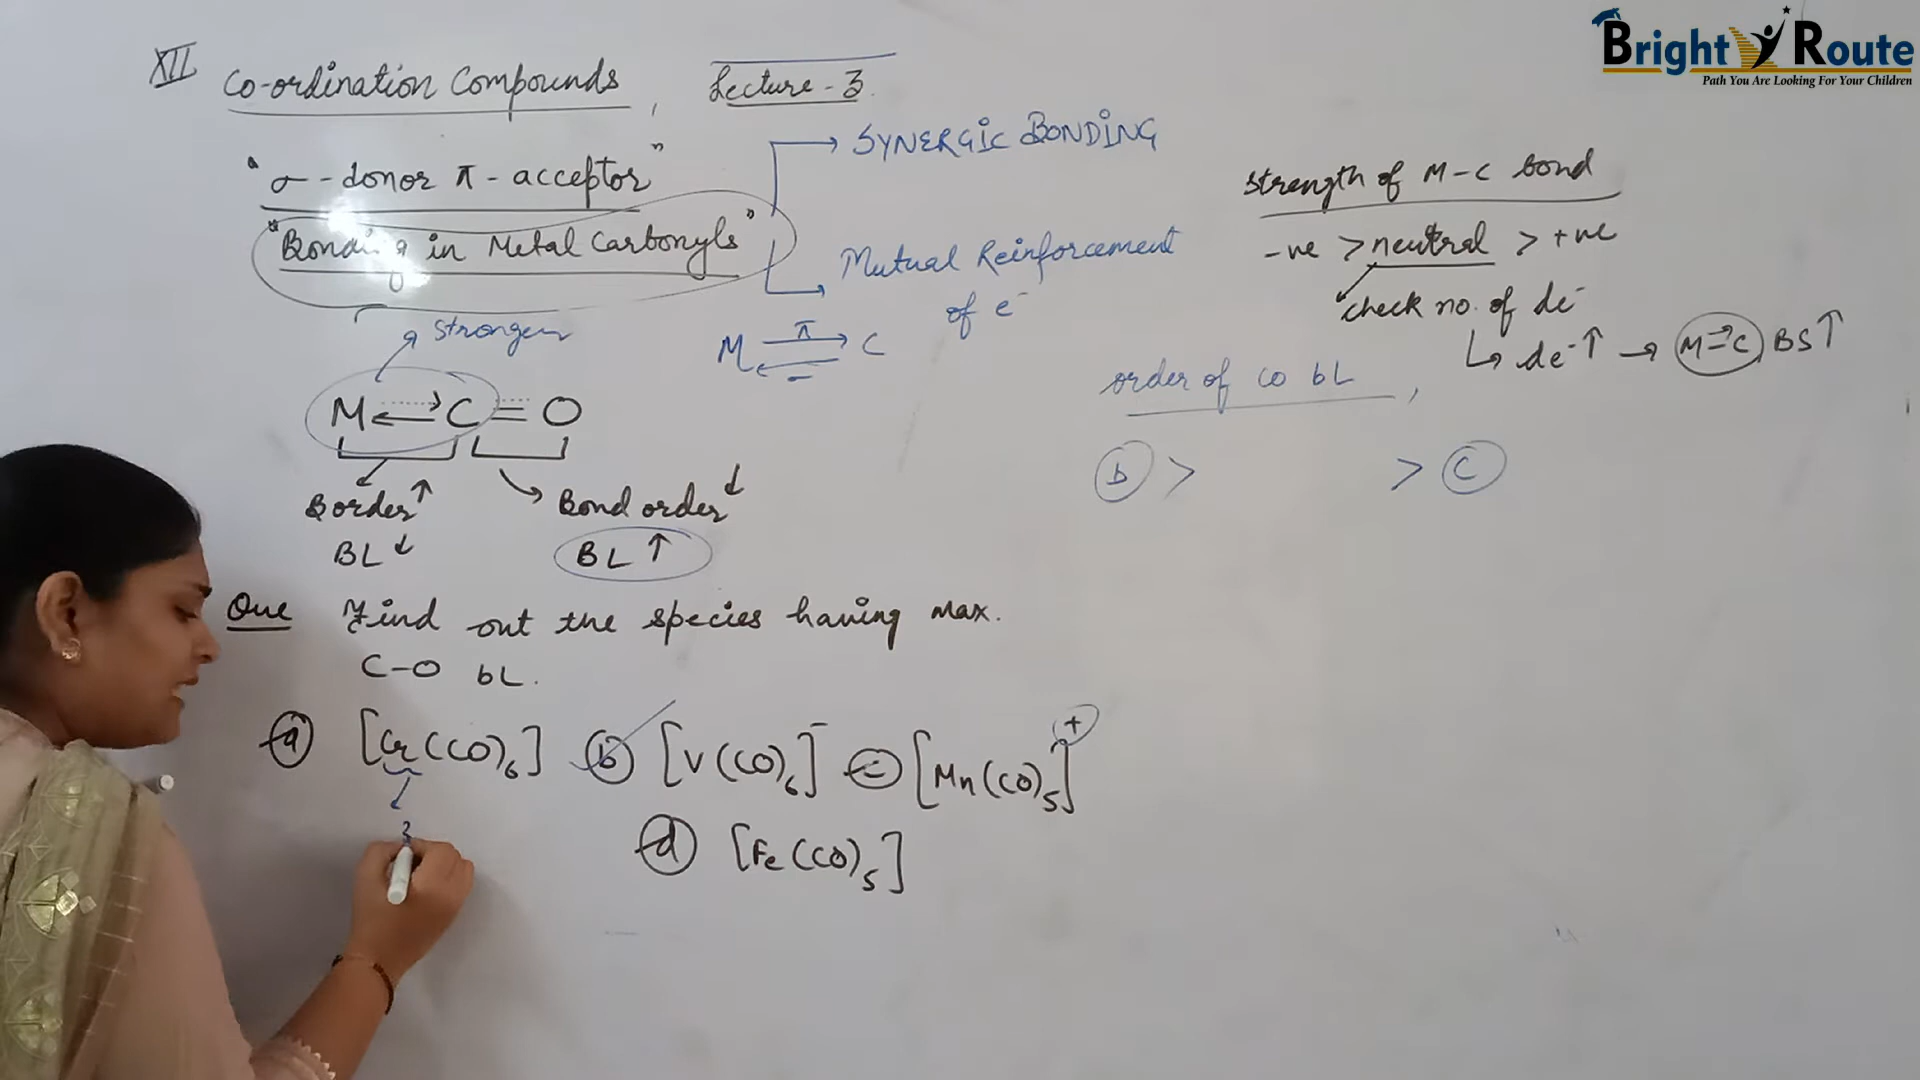 Bright Route
Path You Are Looking For Your Children
XII Co-ordination Compounds, Lecture-3.
"σ-donor π-acceptor"
"Bonding in Metal Carbonyls"
SYNERGIC BONDING
Mutual Reinforcement
of e⁻
M π C
Strength of M-C bond
-ve > neutral > +ve
check no. of de⁻
↳ de⁻↑ → M⇌C BS↑
order of CO bL,
b > > c
stronger
M ⇌ C = O
B order ↑
BL ↓
Bond order ↓
BL ↑
Que Find out the species having max.
C-O bL.
a [Cr(CO)₆] b [V(CO)₆]⁻ c [Mn(CO)₅]⁺
3
d [Fe(CO)₅]